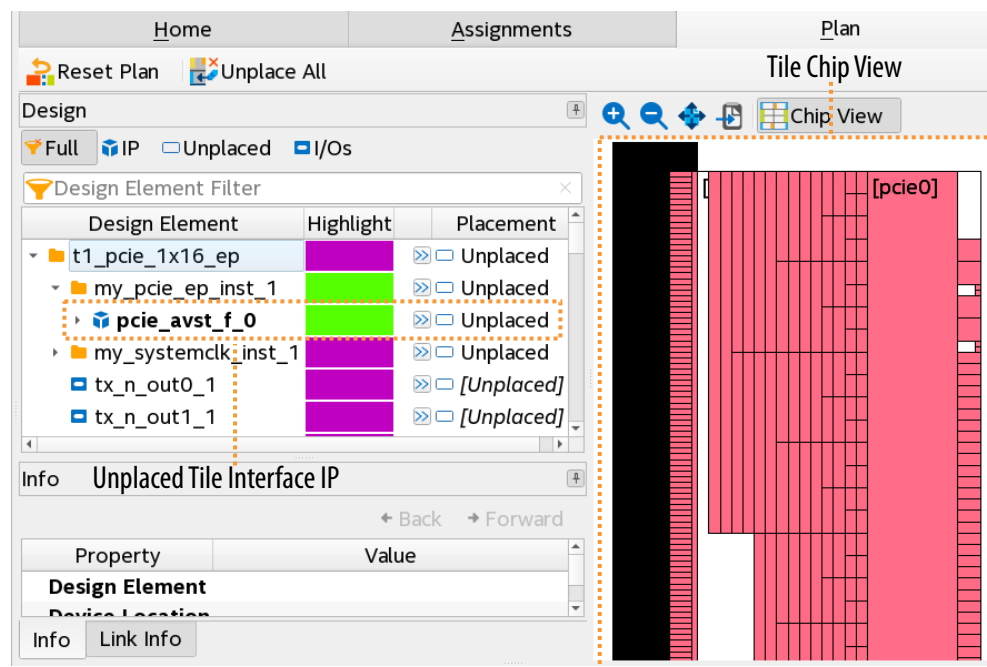 Home Assignments Plan
Reset Plan Unplace All
Tile Chip View
Design
Chip View
Full IP Unplaced I/Os
Design Element Filter
Design Element Highlight Placement
t1_pcie_1x16_ep Unplaced
my_pcie_ep_inst_1 Unplaced
pcie_avst_f_0 Unplaced
my_systemclk_inst_1 Unplaced
tx_n_out0_1 [Unplaced]
tx_n_out1_1 [Unplaced]
[
[pcie0]
Info
Unplaced Tile Interface IP
Back Forward
Property Value
Design Element
Device Location
Info Link Info